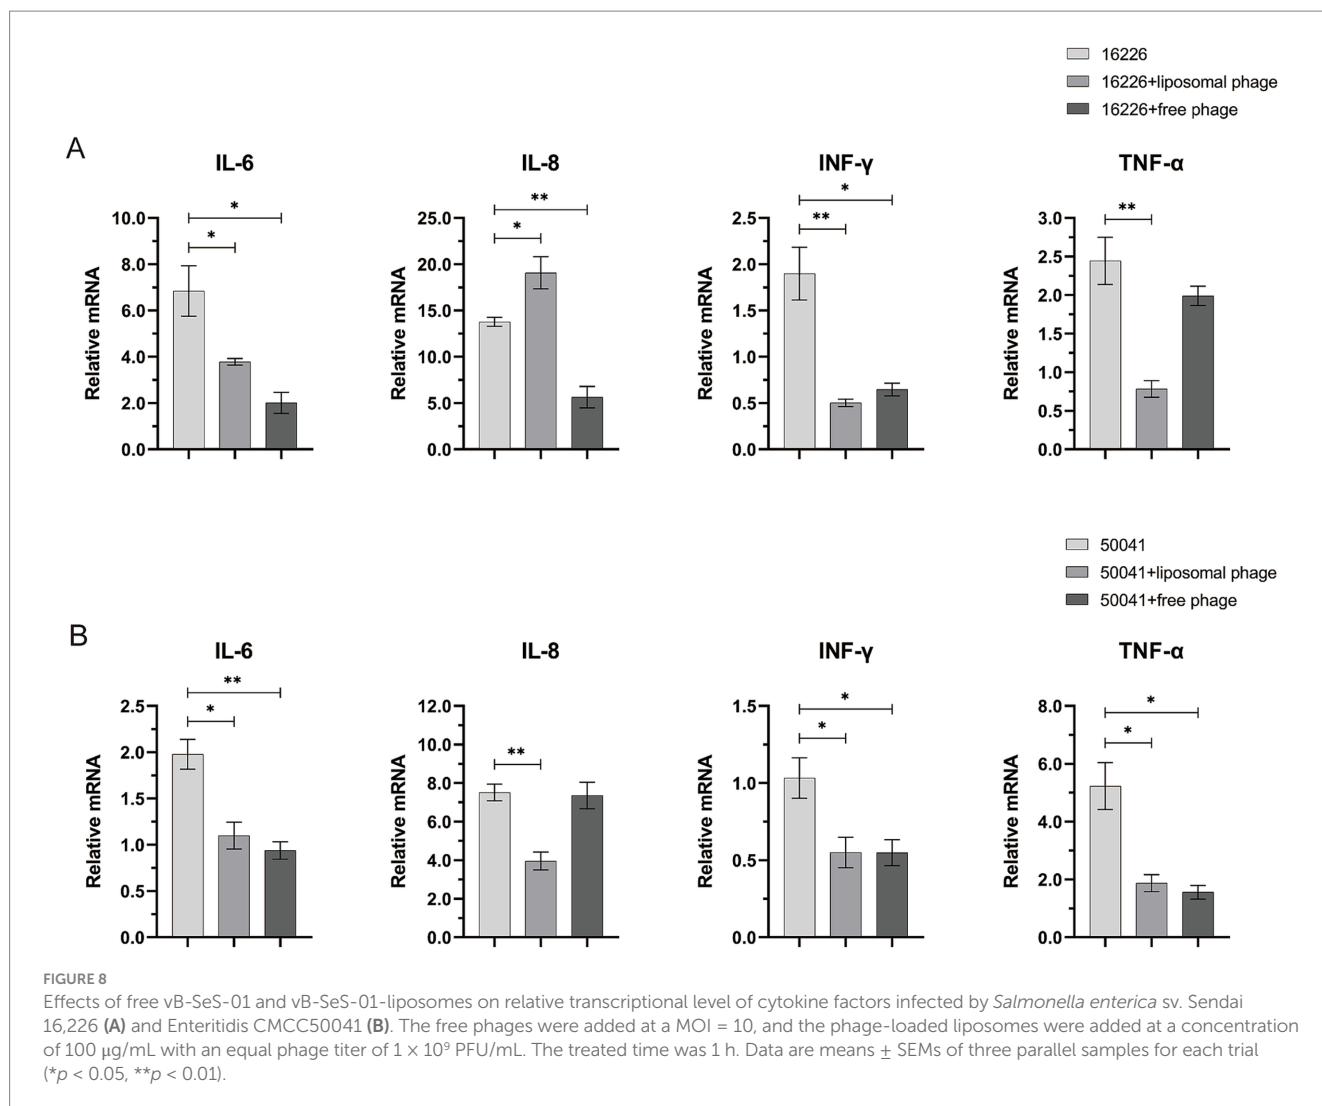 16226
16226+liposomal phage
16226+free phage
A
IL-6
IL-8
INF-γ
TNF-α
* * ** * * ** **
Relative mRNA
10.0
8.0
6.0
4.0
2.0
0.0
Relative mRNA
25.0
20.0
15.0
10.0
5.0
0.0
Relative mRNA
2.5
2.0
1.5
1.0
0.5
0.0
Relative mRNA
3.0
2.5
2.0
1.5
1.0
0.5
0.0
50041
50041+liposomal phage
50041+free phage
B
IL-6
IL-8
INF-γ
TNF-α
** * ** * * * *
Relative mRNA
2.5
2.0
1.5
1.0
0.5
0.0
Relative mRNA
12.0
10.0
8.0
6.0
4.0
2.0
0.0
Relative mRNA
1.5
1.0
0.5
0.0
Relative mRNA
8.0
6.0
4.0
2.0
0.0
FIGURE 8
Effects of free vB-SeS-01 and vB-SeS-01-liposomes on relative transcriptional level of cytokine factors infected by Salmonella enterica sv. Sendai
16,226 (A) and Enteritidis CMCC50041 (B). The free phages were added at a MOI = 10, and the phage-loaded liposomes were added at a concentration
of 100 μg/mL with an equal phage titer of 1 × 10⁹ PFU/mL. The treated time was 1 h. Data are means ± SEMs of three parallel samples for each trial
(*p < 0.05, **p < 0.01).